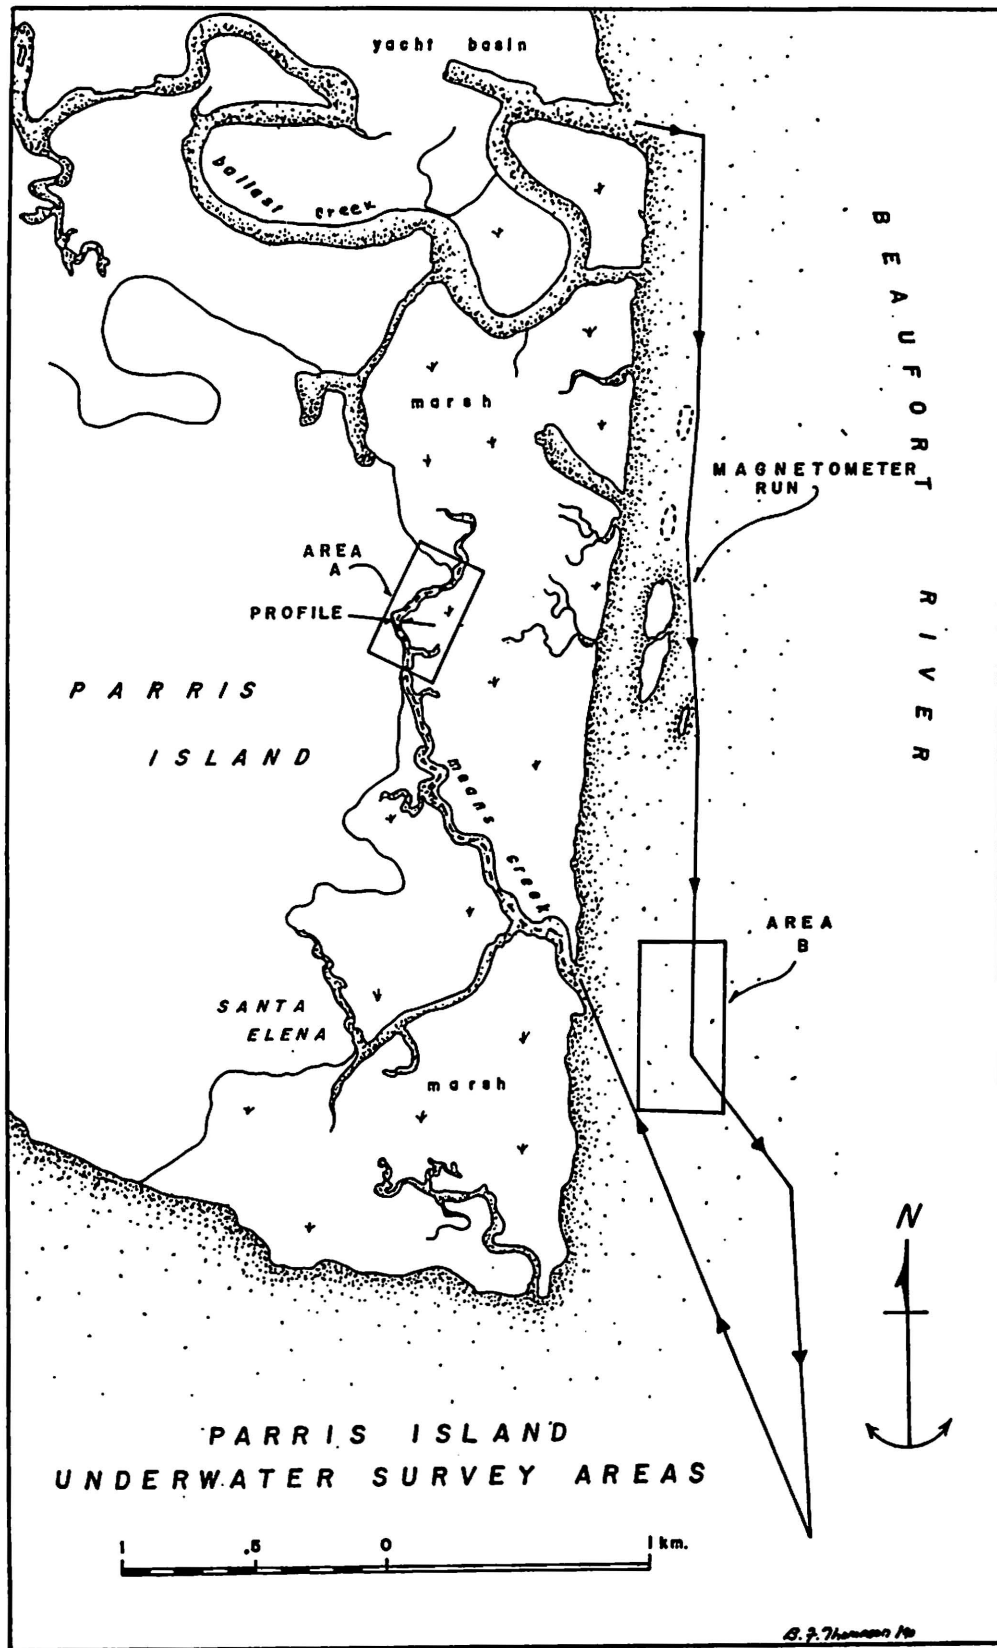 yacht basin
ballast creek
BEAUFORT RIVER
marsh
MAGNETOMETER
RUN
AREA
A
PROFILE
PARRIS
ISLAND
means creek
AREA
B
SANTA
ELENA
marsh
N
PARRIS ISLAND
UNDERWATER SURVEY AREAS
1 .5 0 1 km.